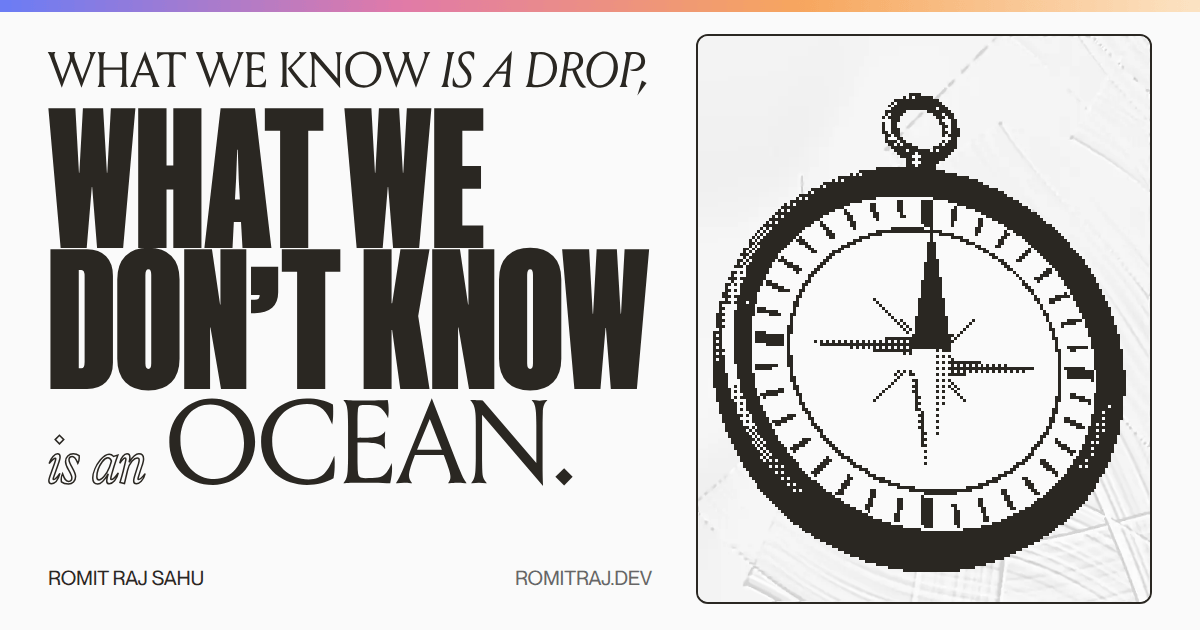 WHAT WE KNOW IS A DROP,
WHAT WE
DON’T KNOW
is an OCEAN.
ROMIT RAJ SAHU
ROMITRAJ.DEV